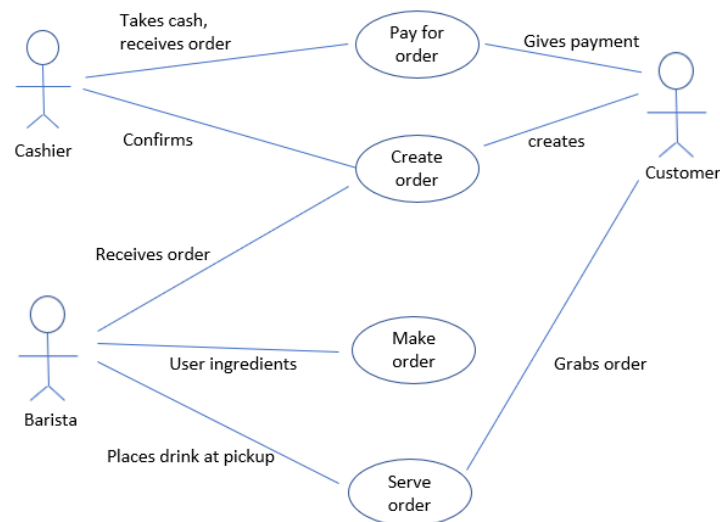 Takes cash,
receives order
Pay for
order
Gives payment
Cashier
Confirms
Create
order
creates
Customer
Receives order
Make
order
User ingredients
Grabs order
Barista
Places drink at pickup
Serve
order